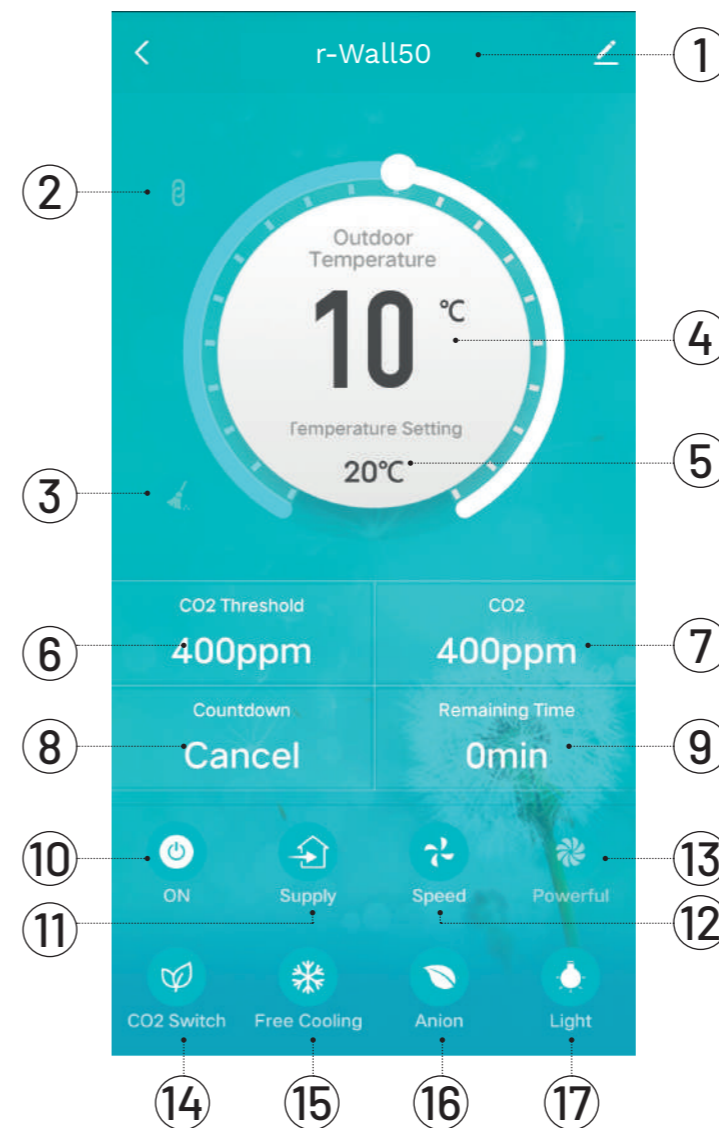 r-Wall50
1
2
Outdoor
Temperature
10 ℃
4
Temperature Setting
20℃
5
3
CO2 Threshold
CO2
6
400ppm
400ppm
7
Countdown
Remaining Time
8
Cancel
0min
9
10
13
ON
Supply
Speed
Powerful
11
12
CO2 Switch
Free Cooling
Anion
Light
14
15
16
17